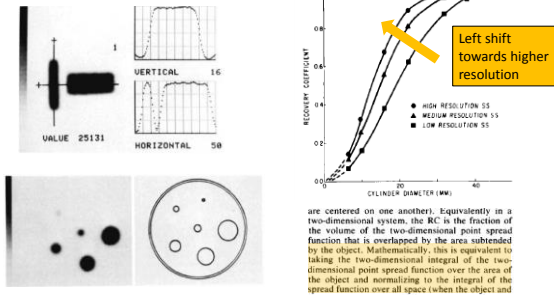 1
VERTICAL 16
VALUE 25131
HORIZONTAL 50
RECOVERY COEFFICIENT
0.8
0.6
0.4
0.2
0.0
0
20
40
CYLINDER DIAMETER (MM)
HIGH RESOLUTION SS
MEDIUM RESOLUTION SS
LOW RESOLUTION SS
Left shift
towards higher
resolution
are centered on one another). Equivalently in a
two-dimensional system, the RC is the fraction of
the volume of the two-dimensional point spread
function that is overlapped by the area subtended
by the object. Mathematically, this is equivalent to
taking the two-dimensional integral of the two-
dimensional point spread function over the area of
the object and normalizing to the integral of the
spread function over all space (when the object and